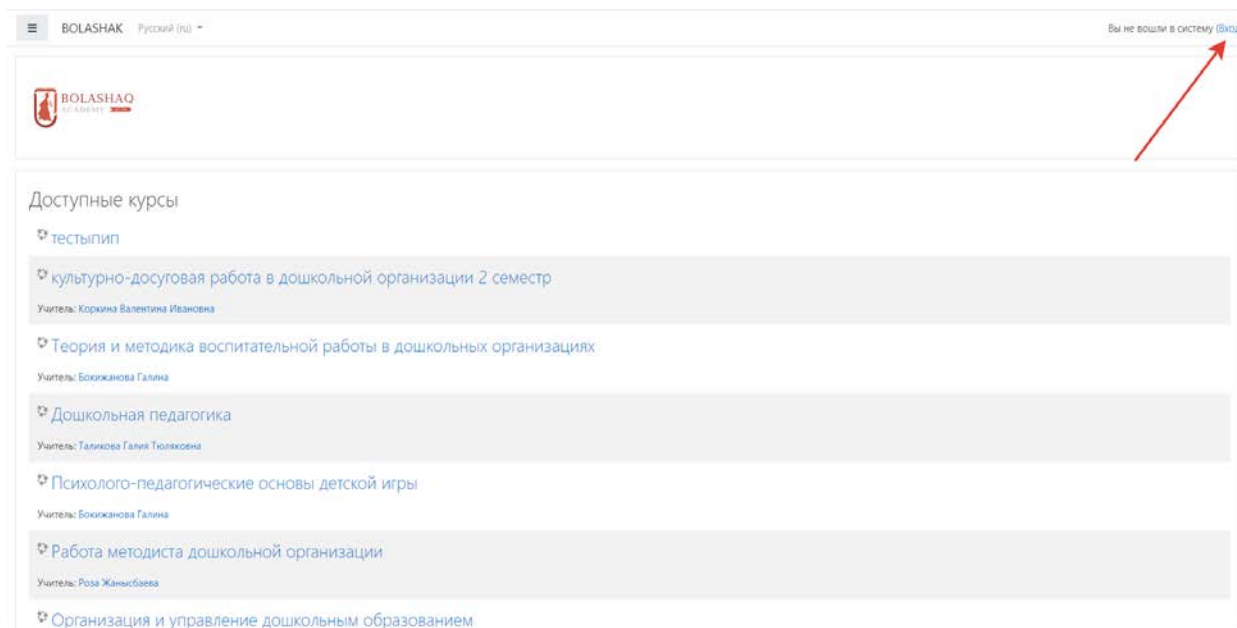 BOLASHAK Русский (ru)
Вы не вошли в систему (Вход
BOLASHAQ
ACADEMY
Доступные курсы
тестыпип
культурно-досуговая работа в дошкольной организации 2 семестр
Учитель: Коркина Валентина Ивановна
Теория и методика воспитательной работы в дошкольных организациях
Учитель: Бокижанова Галина
Дошкольная педагогика
Учитель: Таликова Галия Тюляковна
Психолого-педагогические основы детской игры
Учитель: Бокижанова Галина
Работа методиста дошкольной организации
Учитель: Роза Жанысбаева
Организация и управление дошкольным образованием